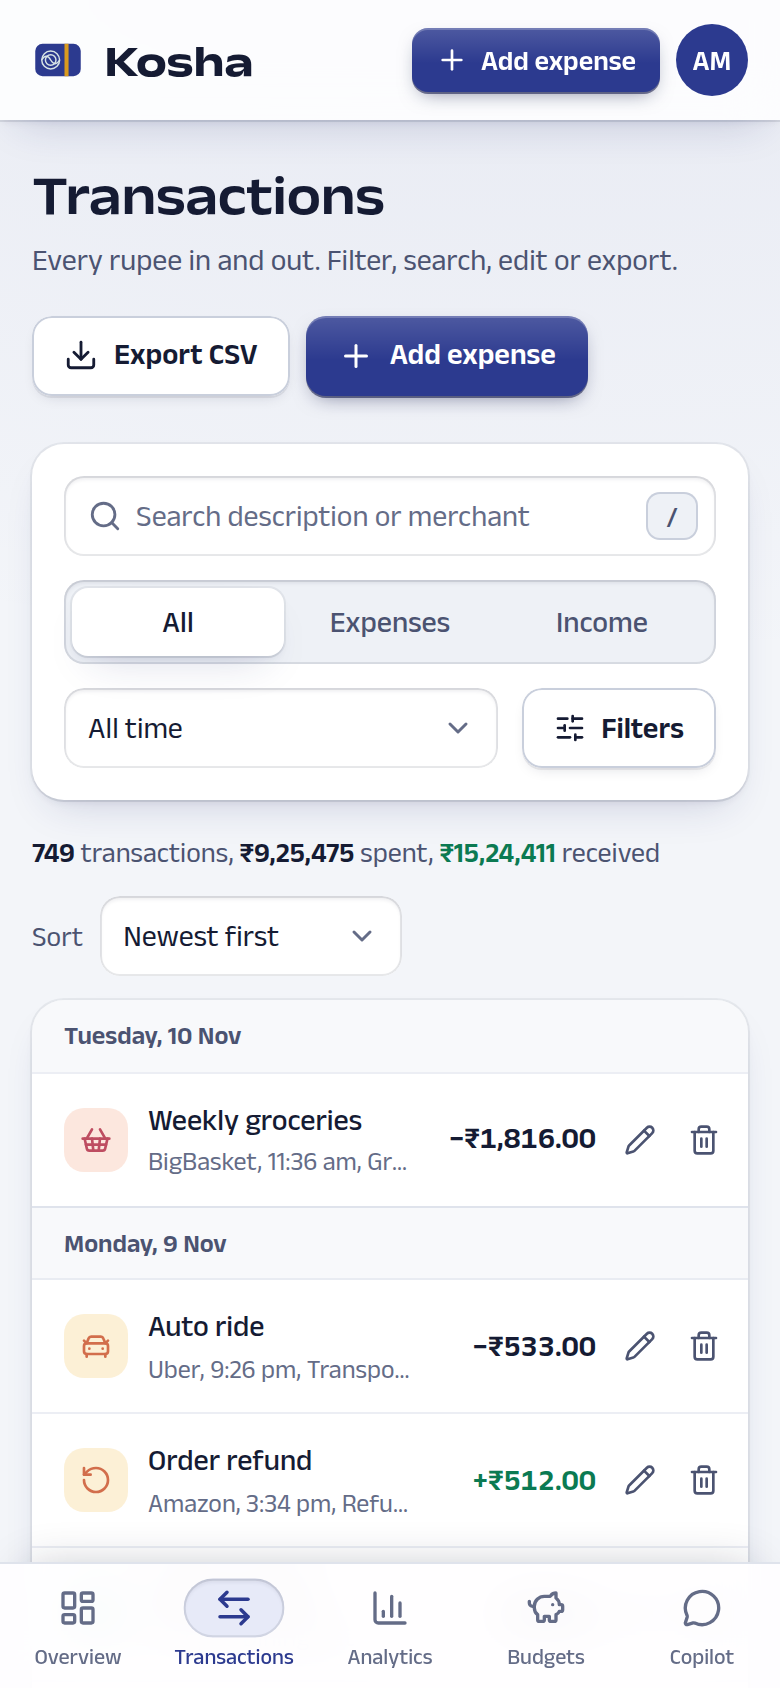 Kosha
Add expense
AM
Transactions
Every rupee in and out. Filter, search, edit or export.
Export CSV
Add expense
Search description or merchant
/
All
Expenses
Income
All time
Filters
749 transactions, ₹9,25,475 spent, ₹15,24,411 received
Sort
Newest first
Tuesday, 10 Nov
Weekly groceries
BigBasket, 11:36 am, Gr...
−₹1,816.00
Monday, 9 Nov
Auto ride
Uber, 9:26 pm, Transpo...
−₹533.00
Order refund
Amazon, 3:34 pm, Refu...
+₹512.00
Overview
Transactions
Analytics
Budgets
Copilot